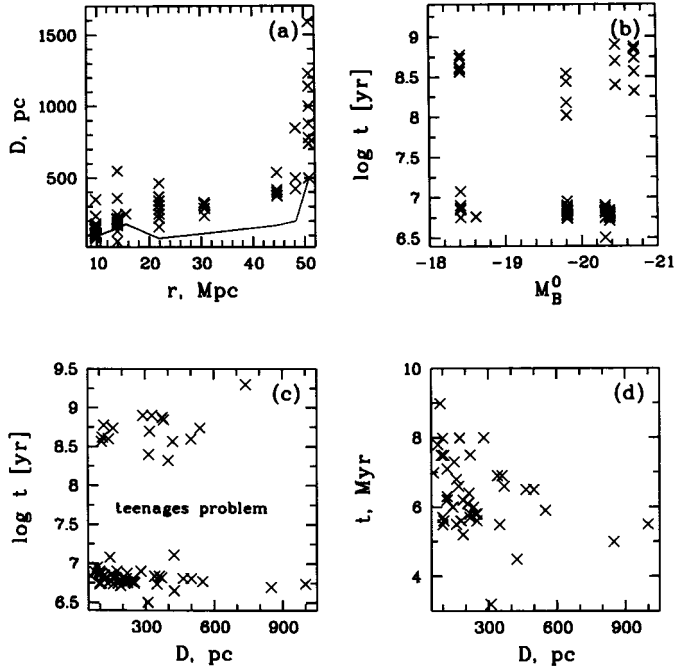 (a)
1500
1000
500
D, pc
10 20 30 40 50
r, Mpc
(b)
9
8.5
8
7.5
7
6.5
log t [yr]
-18 -19 -20 -21
M_B^0
(c)
9.5
9
8.5
8
7.5
7
6.5
log t [yr]
teenages problem
300 600 900
D, pc
(d)
10
8
6
4
t, Myr
300 600 900
D, pc